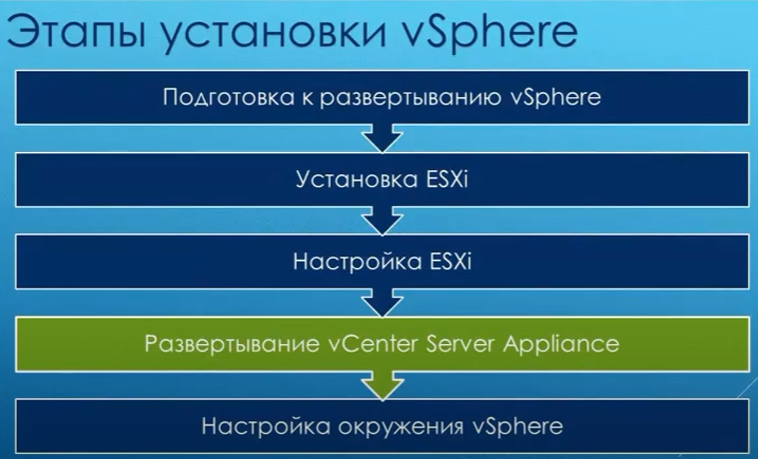 Этапы установки vSphere
Подготовка к развертыванию vSphere
Установка ESXi
Настройка ESXi
Развертывание vCenter Server Appliance
Настройка окружения vSphere